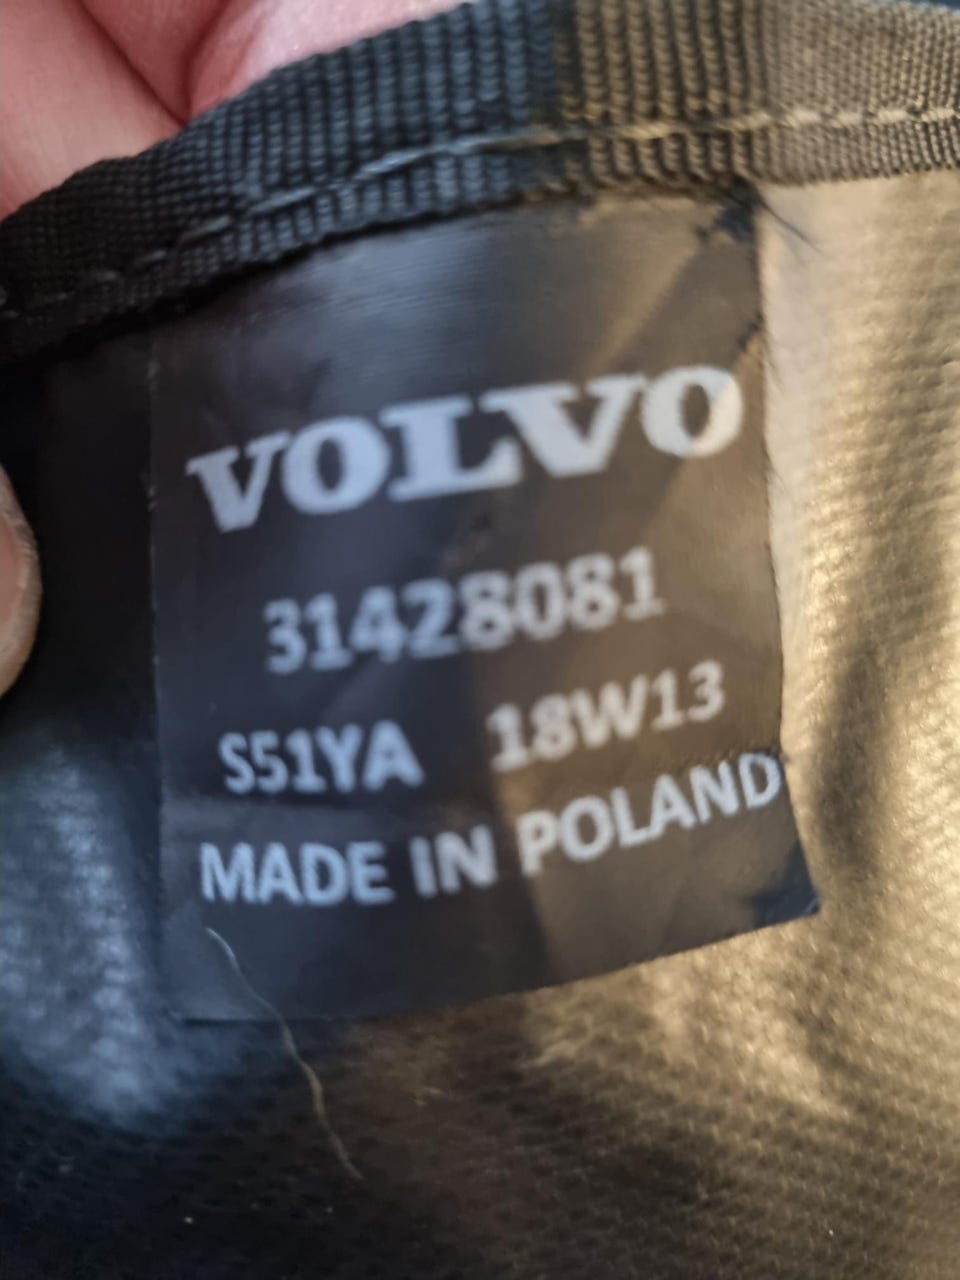 VOLVO
31428081
S51YA 18W13
MADE IN POLAND